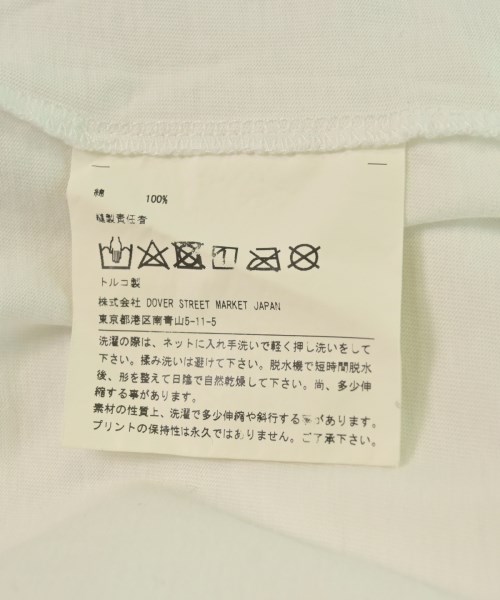 綿 100%
縫製責任者
トルコ製
株式会社 DOVER STREET MARKET JAPAN
東京都港区南青山5-11-5
洗濯の際は、ネットに入れ手洗いで軽く押し洗いをして
下さい。揉み洗いは避けて下さい。脱水機で短時間脱水
後、形を整えて日陰で自然乾燥して下さい。尚、多少伸
縮する事があります。
素材の性質上、洗濯で多少伸縮や斜行する事があります。
プリントの保持性は永久ではありません。ご了承下さい。